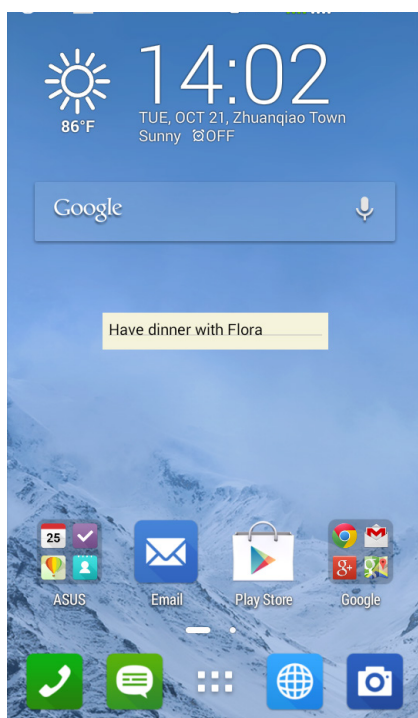 14:02
86°F
TUE, OCT 21, Zhuanqiao Town
Sunny OFF
Google
Have dinner with Flora
25
8+
ASUS Email Play Store Google